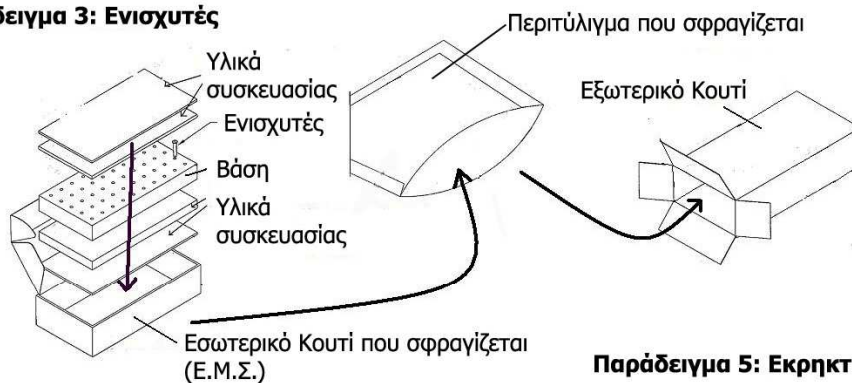 δειγμα 3: Ενισχυτές
Υλικά
συσκευασίας
Ενισχυτές
Βάση
Υλικά
συσκευασίας
Εσωτερικό Κουτί που σφραγίζεται
(Ε.Μ.Σ.)
Περιτύλιγμα που σφραγίζεται
Εξωτερικό Κουτί
Παράδειγμα 5: Εκρηκτ